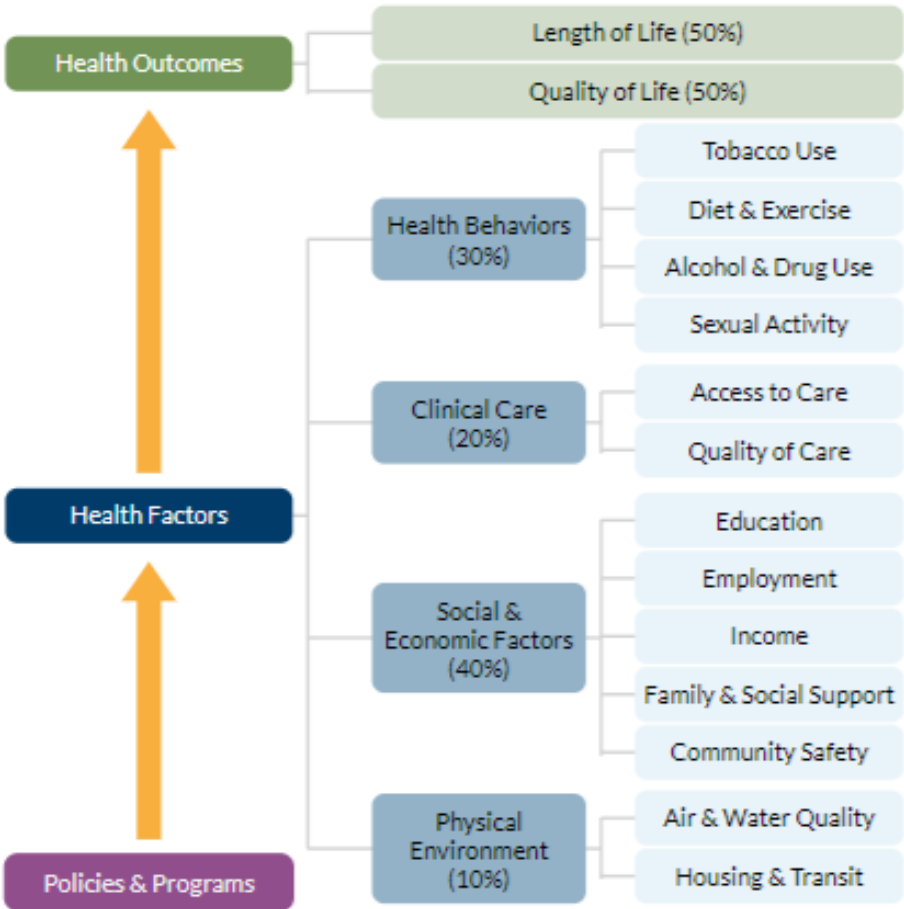 Health Outcomes
Length of Life (50%)
Quality of Life (50%)
Health Factors
Health Behaviors
(30%)
Tobacco Use
Diet & Exercise
Alcohol & Drug Use
Sexual Activity
Clinical Care
(20%)
Access to Care
Quality of Care
Social &
Economic Factors
(40%)
Education
Employment
Income
Family & Social Support
Community Safety
Physical
Environment
(10%)
Air & Water Quality
Housing & Transit
Policies & Programs